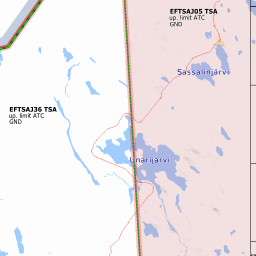 EFTSAJ05 TSA
up. limit ATC
GND
Sassalinjärvi
EFTSAJ36 TSA
up. limit ATC
GND
Unarijärvi